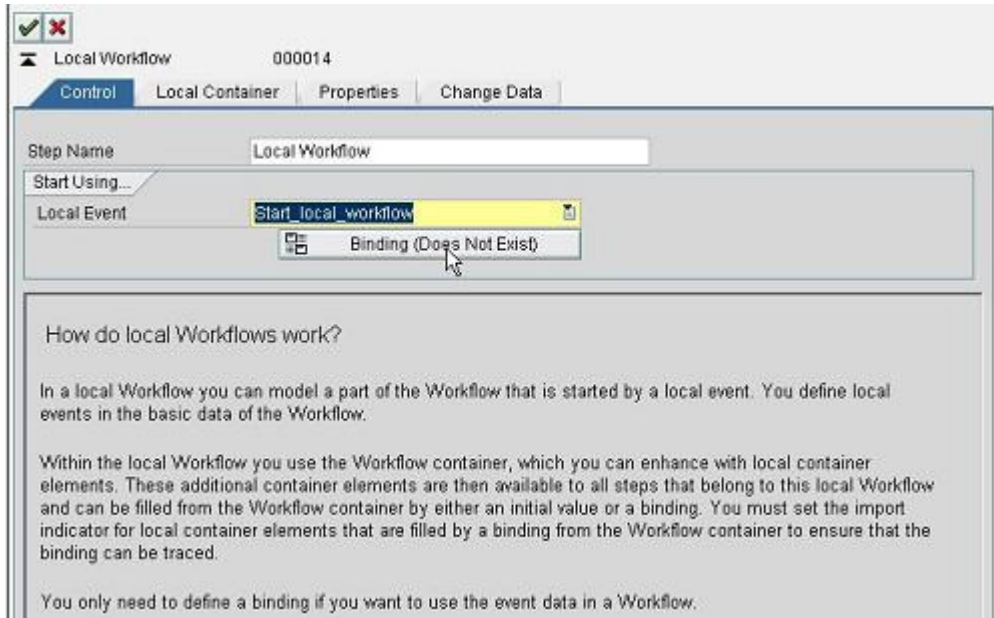 Local Workflow 000014
Control Local Container Properties Change Data
Step Name Local Workflow
Start Using...
Local Event Start_local_workflow
Binding (Does Not Exist)
How do local Workflows work?
In a local Workflow you can model a part of the Workflow that is started by a local event. You define local
events in the basic data of the Workflow.
Within the local Workflow you use the Workflow container, which you can enhance with local container
elements. These additional container elements are then available to all steps that belong to this local Workflow
and can be filled from the Workflow container by either an initial value or a binding. You must set the import
indicator for local container elements that are filled by a binding from the Workflow container to ensure that the
binding can be traced.
You only need to define a binding if you want to use the event data in a Workflow.